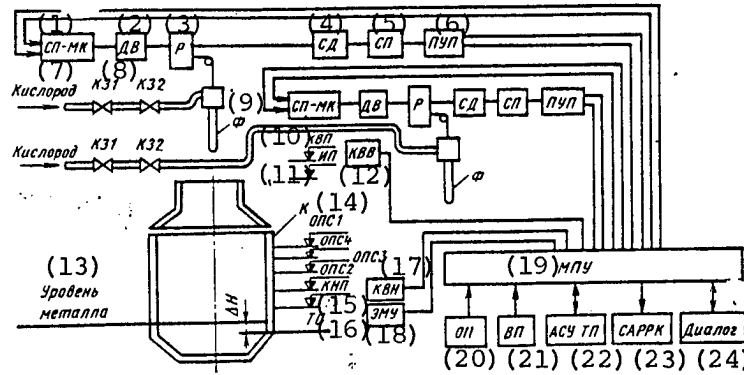 (1) (2) (3) (4) (5) (6)
СП-МК ДВ Р СД СП ПУП
(7) (8)
Кислород КЗ1 КЗ2 (9)
СП-МК ДВ Р СД СП ПУП
Ф
(10) КВП
Кислород КЗ1 КЗ2
ИП КВВ
(11) (12) Ф
К (14)
ОПС1
ОПС4
(13) ОПС3 (17) (19) МПУ
ОПС2
Уровень КНП (15) КВН
металла ΔН ЭМУ
ТО (16) (18)
ОП ВП АСУ ТП САРРК Диалог
(20) (21) (22) (23) (24)